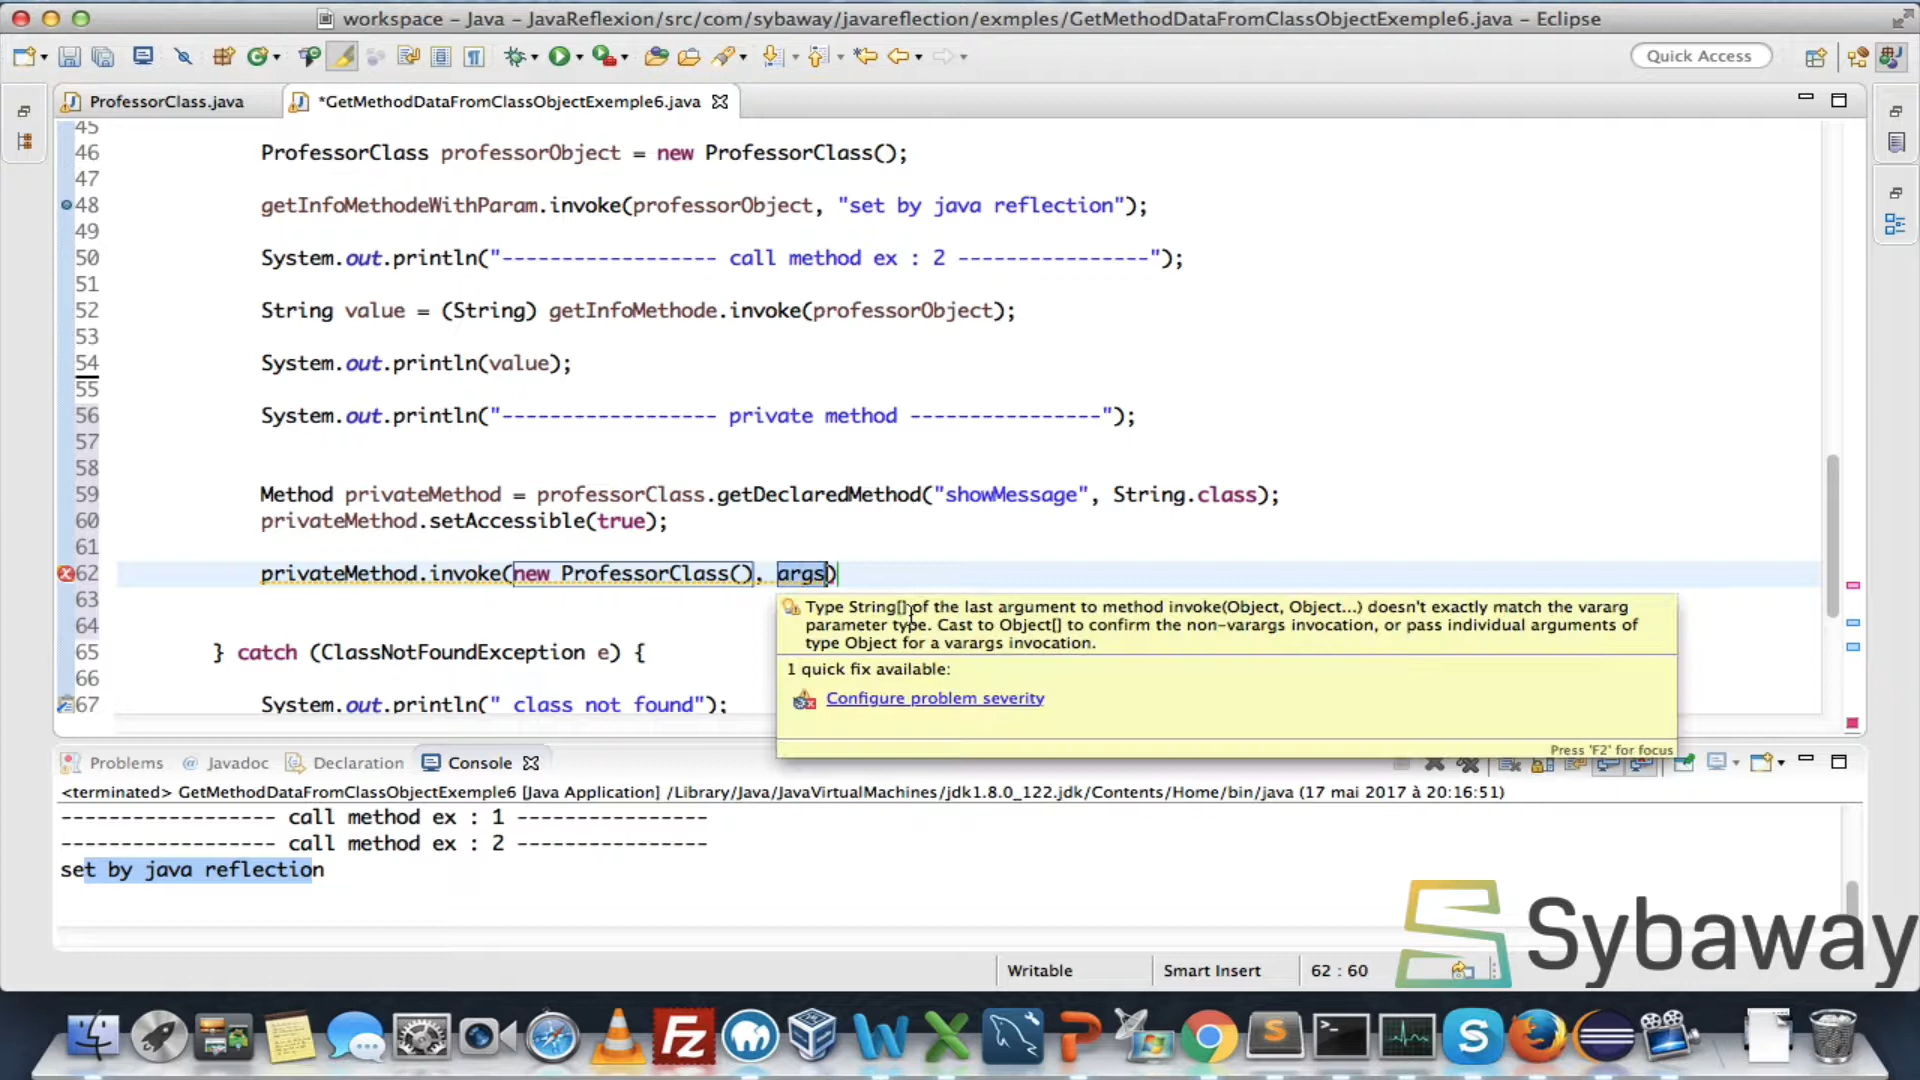 workspace – Java – JavaReflexion/src/com/sybaway/javareflection/exmples/GetMethodDataFromClassObjectExemple6.java – Eclipse
Quick Access
ProfessorClass.java
*GetMethodDataFromClassObjectExemple6.java
45
46 ProfessorClass professorObject = new ProfessorClass();
47
48 getInfoMethodeWithParam.invoke(professorObject, "set by java reflection");
49
50 System.out.println("------------------ call method ex : 2 ----------------");
51
52 String value = (String) getInfoMethode.invoke(professorObject);
53
54 System.out.println(value);
55
56 System.out.println("------------------ private method ----------------");
57
58
59 Method privateMethod = professorClass.getDeclaredMethod("showMessage", String.class);
60 privateMethod.setAccessible(true);
61
62 privateMethod.invoke(new ProfessorClass(), args)
63
64
65 } catch (ClassNotFoundException e) {
66
67 System.out.println(" class not found");
Type String[] of the last argument to method invoke(Object, Object...) doesn't exactly match the vararg
parameter type. Cast to Object[] to confirm the non-varargs invocation, or pass individual arguments of
type Object for a varargs invocation.
1 quick fix available:
Configure problem severity
Press 'F2' for focus
Problems @ Javadoc Declaration Console
<terminated> GetMethodDataFromClassObjectExemple6 [Java Application] /Library/Java/JavaVirtualMachines/jdk1.8.0_122.jdk/Contents/Home/bin/java (17 mai 2017 à 20:16:51)
------------------ call method ex : 1 ----------------
------------------ call method ex : 2 ----------------
set by java reflection
Sybaway
Writable Smart Insert 62 : 60